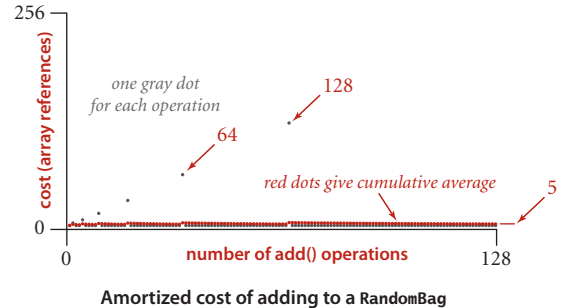 256
cost (array references)
one gray dot
for each operation
128
64
red dots give cumulative average
5
0
0
number of add() operations
128
Amortized cost of adding to a RandomBag